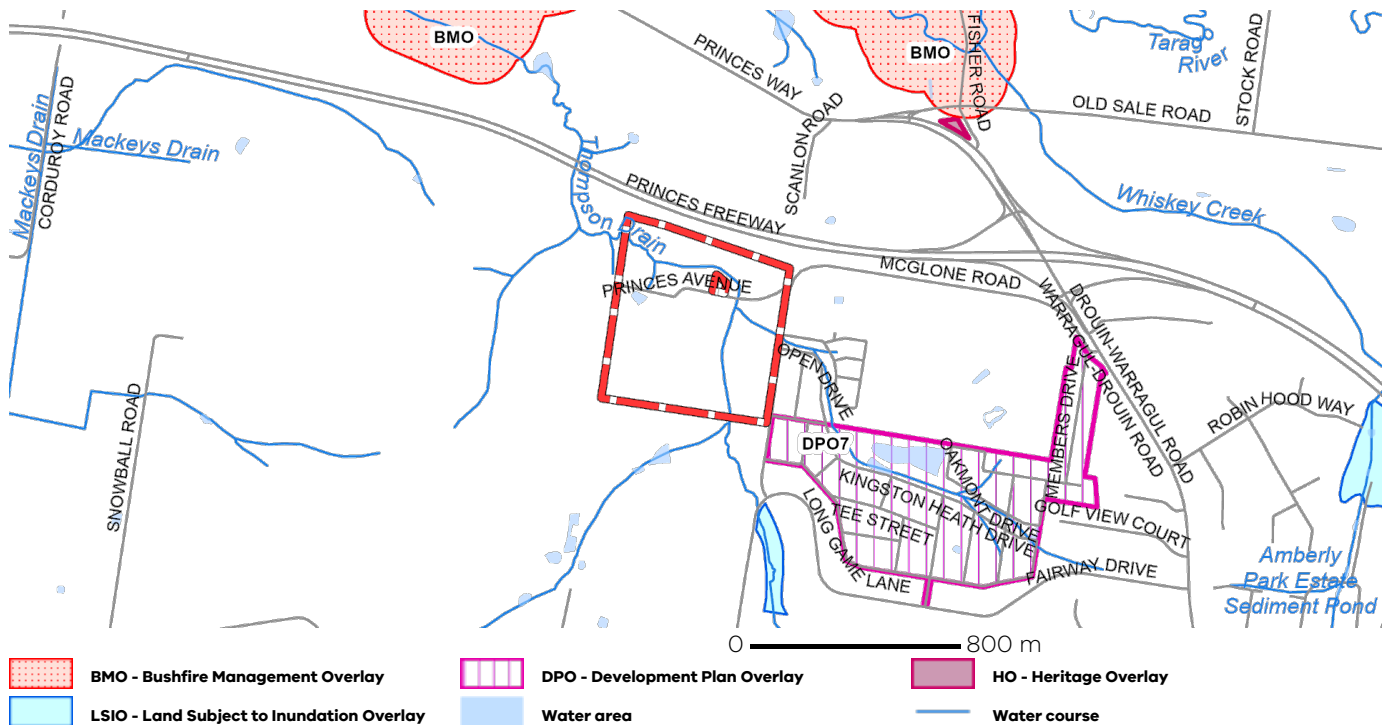 BMO
BMO
FISHER ROAD
Tarag
River
PRINCES WAY
STOCK ROAD
OLD SALE ROAD
SCANLON ROAD
Mackeys Drain
CORDUROY ROAD
Mackeys Drain
Thompson Drain
PRINCES FREEWAY
Whiskey Creek
MCGLONE ROAD
PRINCES AVENUE
DROUIN-WARRAGUL ROAD
WARRAGUL-DROUIN ROAD
OPEN DRIVE
MEMBERS DRIVE
ROBIN HOOD WAY
SNOWBALL ROAD
DPO7
OAKMONT DRIVE
KINGSTON HEATH DRIVE
TEE STREET
LONG GAME LANE
GOLF VIEW COURT
FAIRWAY DRIVE
Amberly
Park Estate
Sediment Pond
0 800 m
BMO - Bushfire Management Overlay
DPO - Development Plan Overlay
HO - Heritage Overlay
LSIO - Land Subject to Inundation Overlay
Water area
Water course